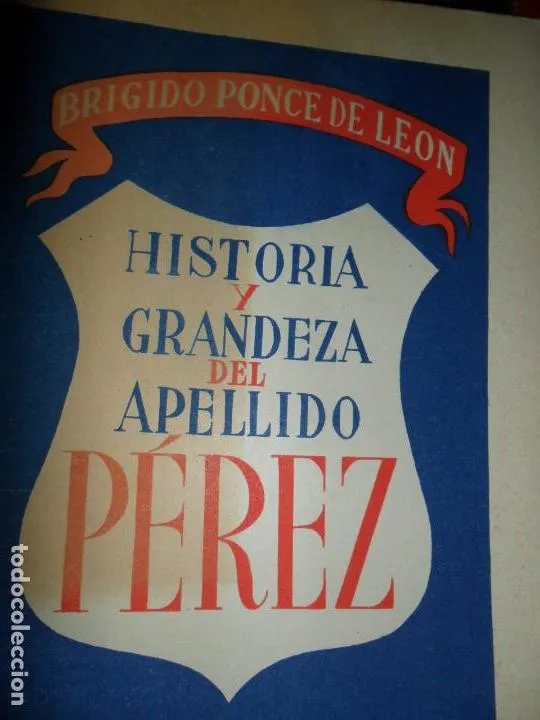 BRIGIDO PONCE DE LEON
HISTORIA
Y
GRANDEZA
DEL
APELLIDO
PÉREZ
todocoleccion